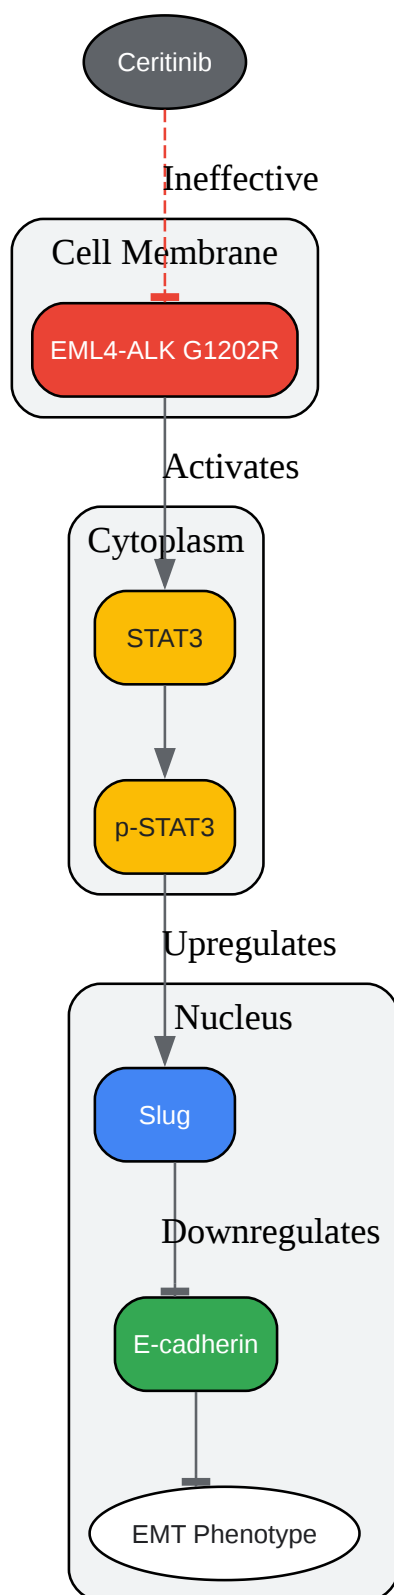 Ceritinib
Ineffective
Cell Membrane
EML4-ALK G1202R
Activates
Cytoplasm
STAT3
p-STAT3
Upregulates
Nucleus
Slug
Downregulates
E-cadherin
EMT Phenotype